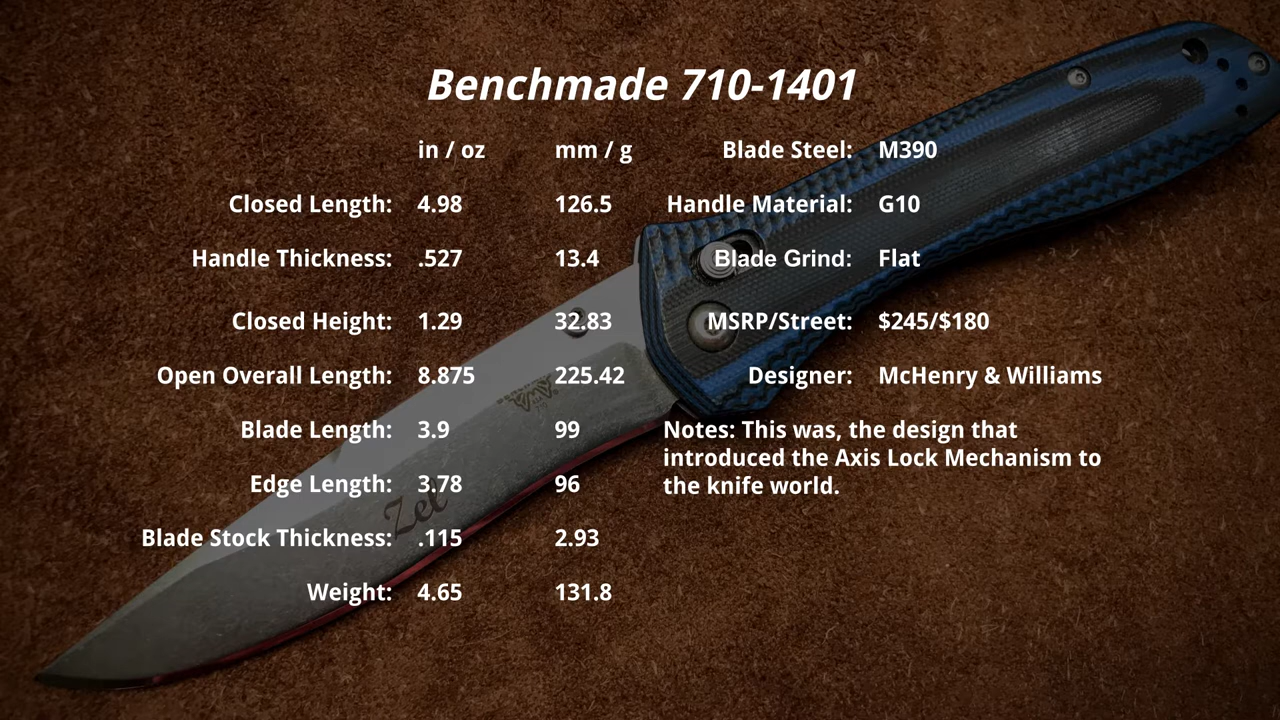 Benchmade 710-1401
in / oz mm / g
Closed Length: 4.98 126.5
Handle Thickness: .527 13.4
Closed Height: 1.29 32.83
Open Overall Length: 8.875 225.42
Blade Length: 3.9 99
Edge Length: 3.78 96
Blade Stock Thickness: .115 2.93
Weight: 4.65 131.8
Blade Steel: M390
Handle Material: G10
Blade Grind: Flat
MSRP/Street: $245/$180
Designer: McHenry & Williams
Notes: This was, the design that
introduced the Axis Lock Mechanism to
the knife world.